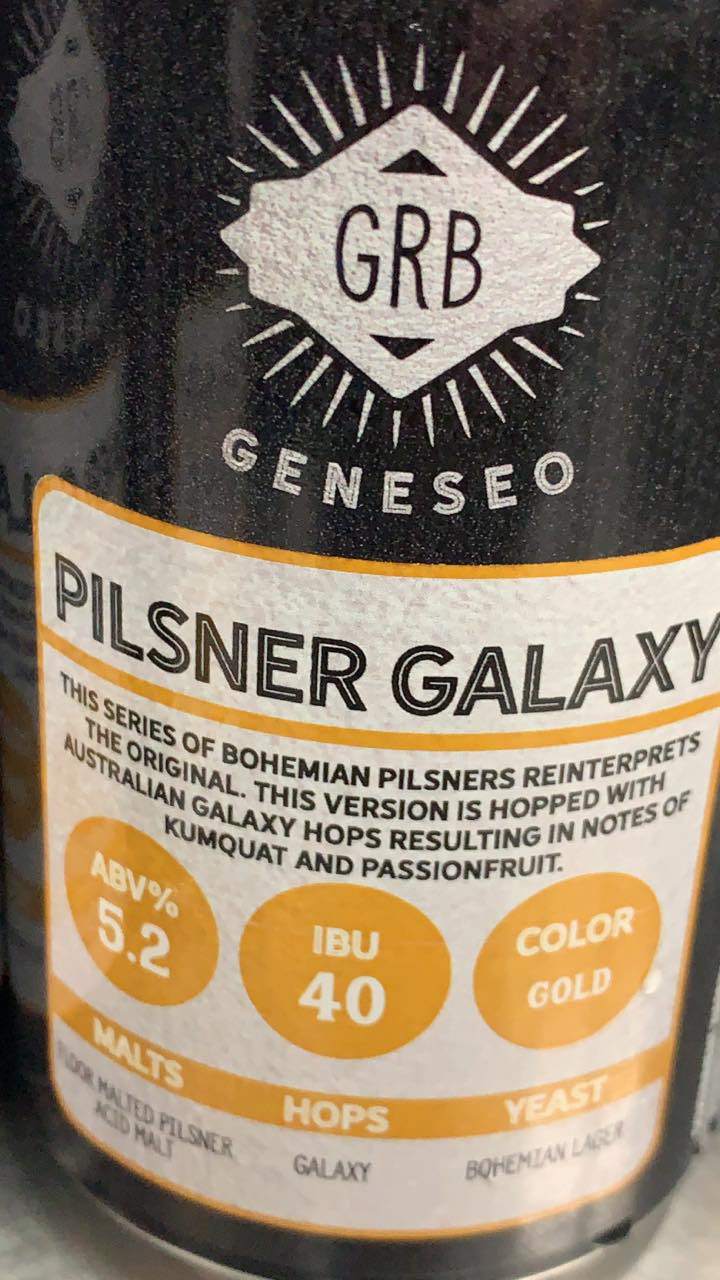 GRB
GENESEO
PILSNER GALAXY
THIS SERIES OF BOHEMIAN PILSNERS REINTERPRETS
THE ORIGINAL. THIS VERSION IS HOPPED WITH
AUSTRALIAN GALAXY HOPS RESULTING IN NOTES OF
KUMQUAT AND PASSIONFRUIT.
ABV%
5.2
IBU
40
COLOR
GOLD
MALTS
FLOOR MALTED PILSNER
ACID MALT
HOPS
GALAXY
YEAST
BOHEMIAN LAGER